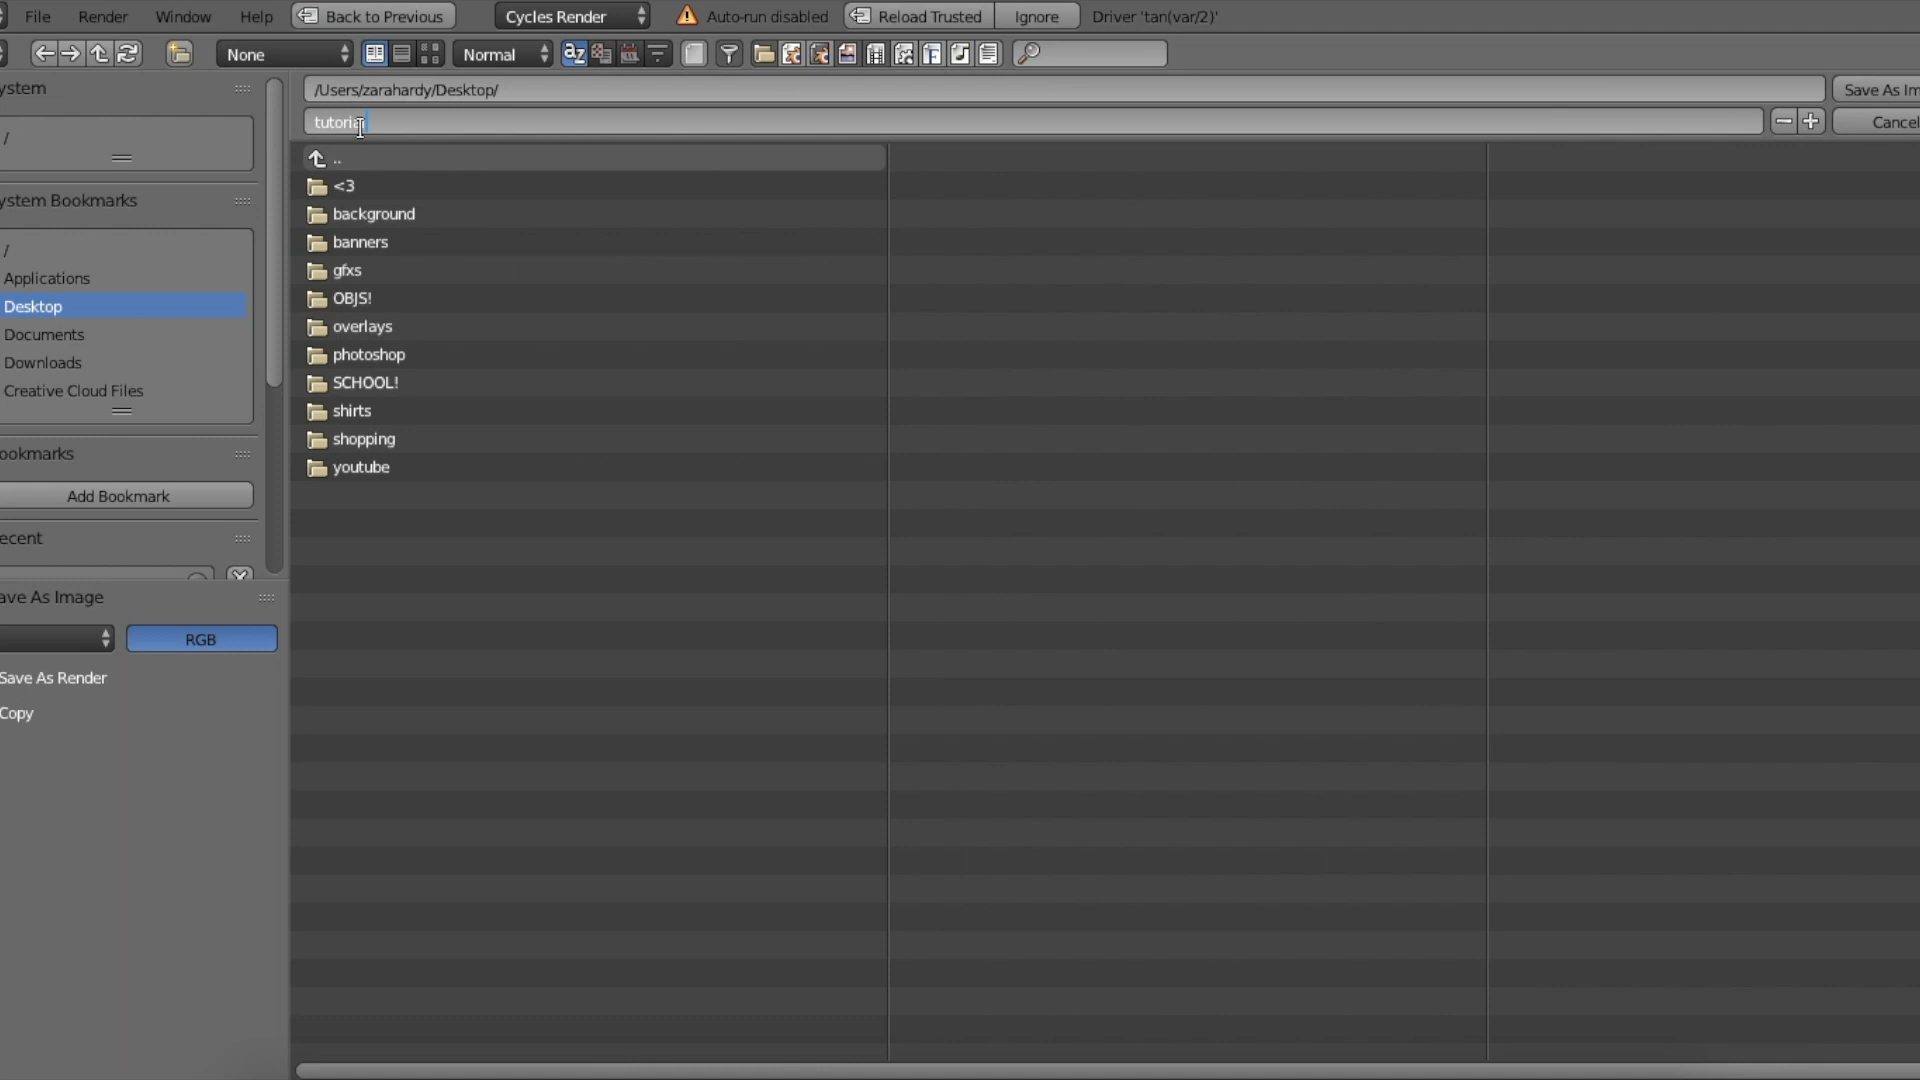 File Render Window Help Back to Previous Cycles Render Auto-run disabled Reload Trusted Ignore Driver 'tan(var/2)'
None Normal az F
ystem
/
ystem Bookmarks
/
Applications
Desktop
Documents
Downloads
Creative Cloud Files
ookmarks
Add Bookmark
ecent
ave As Image
RGB
Save As Render
Copy
/Users/zarahardy/Desktop/
Save As Im
tutoria
Cancel
..
<3
background
banners
gfxs
OBJS!
overlays
photoshop
SCHOOL!
shirts
shopping
youtube